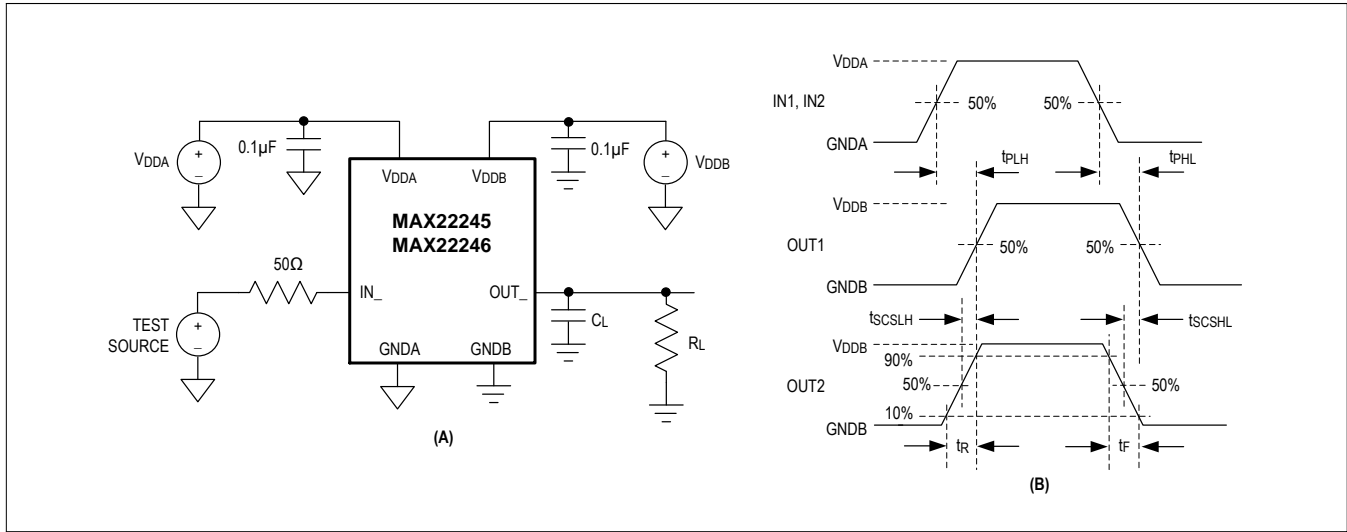 VDDA
+
–
0.1µF
0.1µF
+
–
VDDB
VDDA
VDDB
MAX22245
MAX22246
50Ω
IN_
OUT_
TEST
SOURCE
+
–
CL
RL
GNDA
GNDB
(A)
VDDA
IN1, IN2
50%
50%
GNDA
tPLH
tPHL
VDDB
OUT1
50%
50%
GNDB
tSCSLH
tSCSHL
VDDB
90%
OUT2
50%
50%
10%
GNDB
tR
tF
(B)